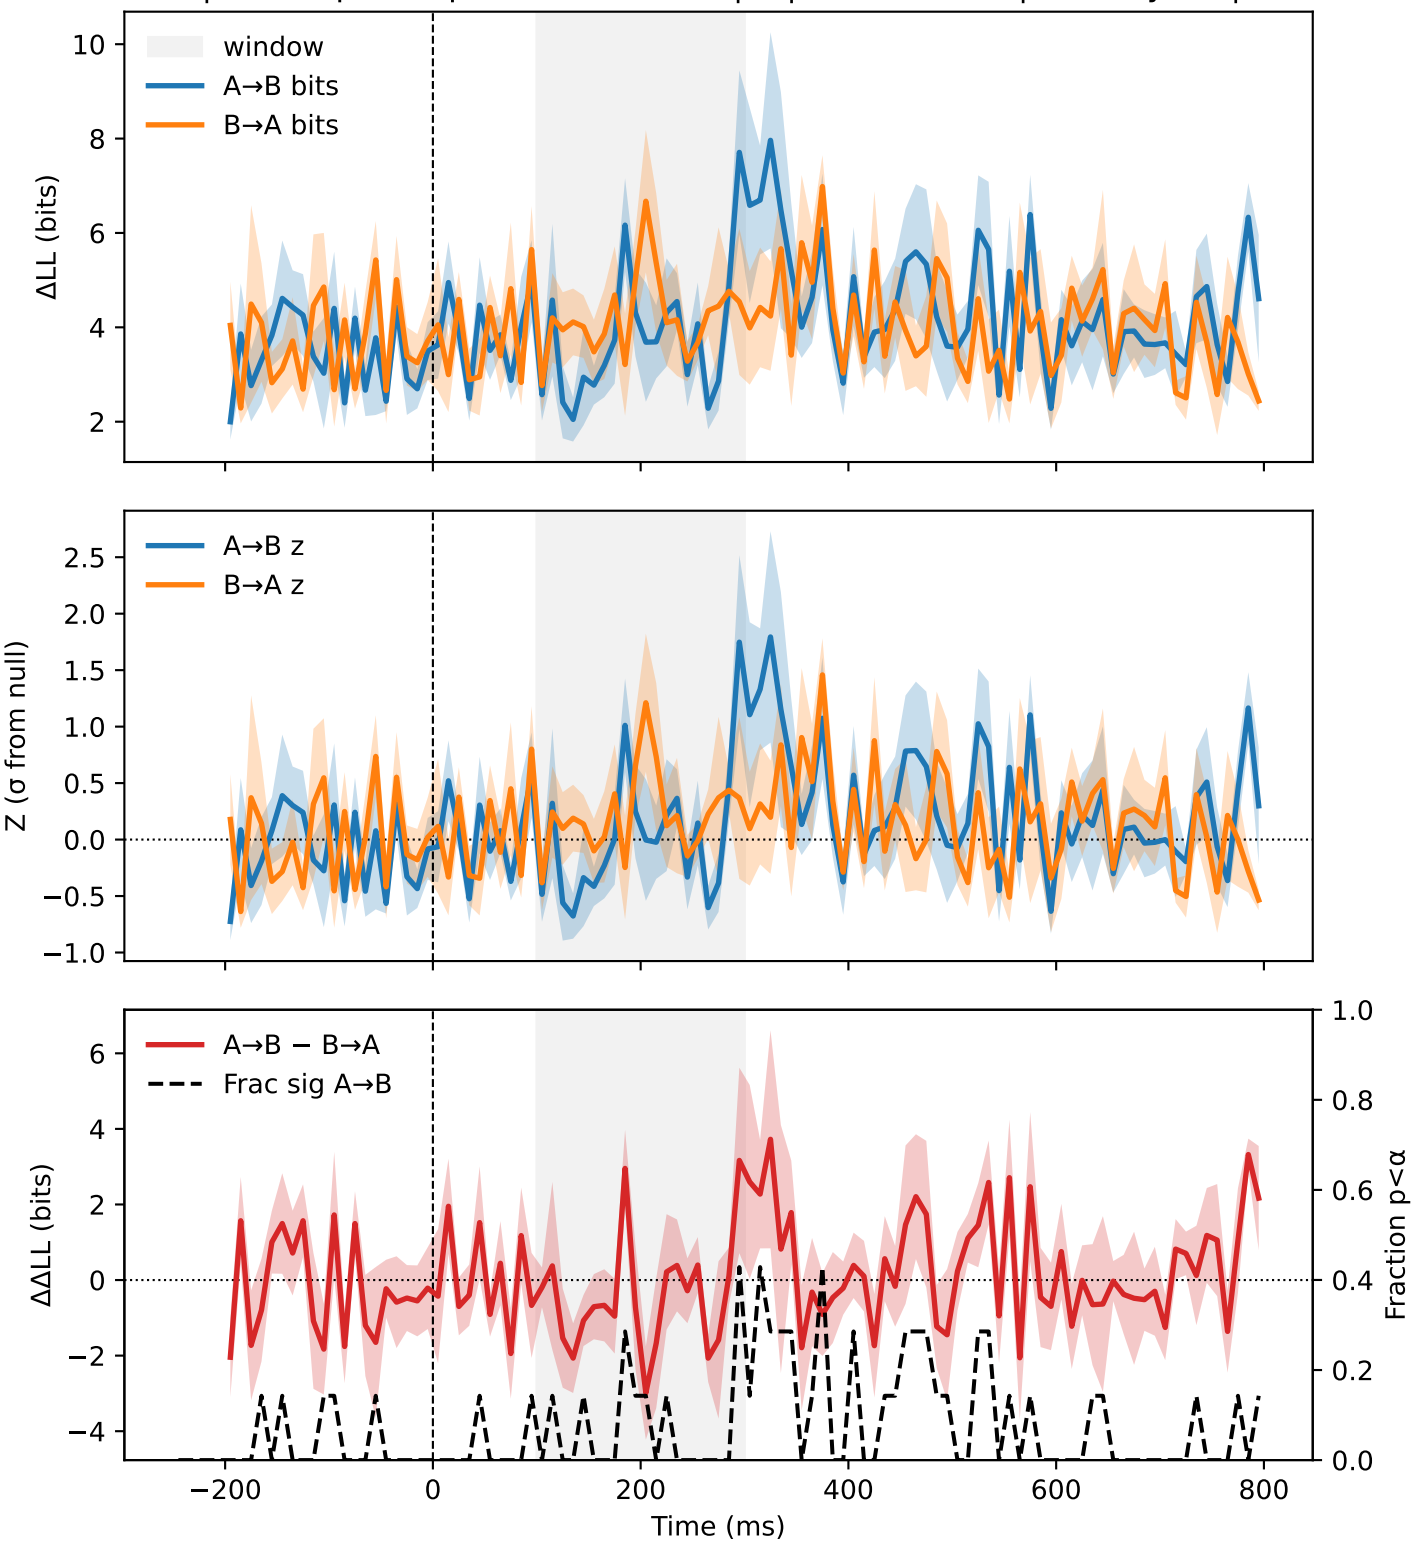 10
8
6
4
2
ΔLL (bits)
window
A→B bits
B→A bits
2.5
2.0
1.5
1.0
0.5
0.0
−0.5
−1.0
Z (σ from null)
A→B z
B→A z
6
4
2
0
−2
−4
ΔΔLL (bits)
A→B − B→A
Frac sig A→B
1.0
0.8
0.6
0.4
0.2
0.0
Fraction p<α
−200
0
200
400
600
800
Time (ms)